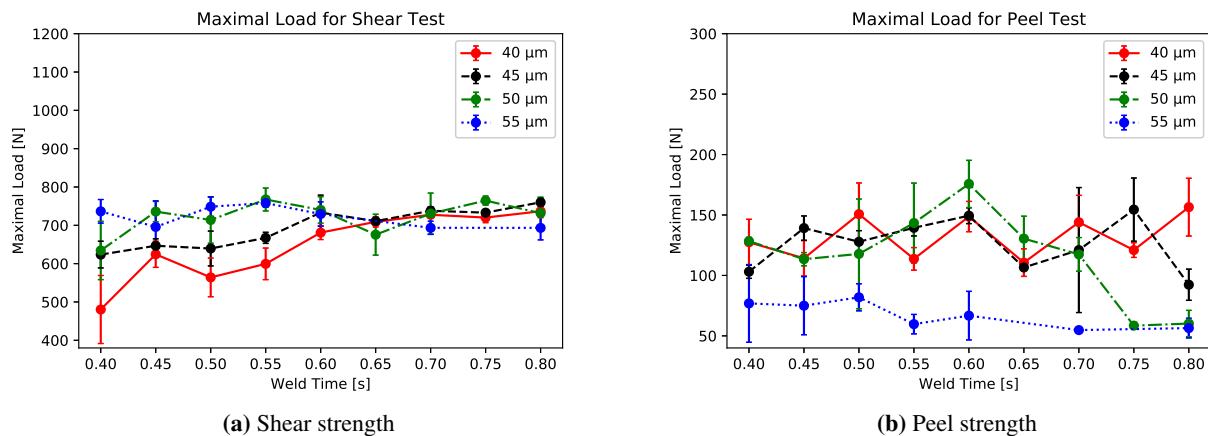 Maximal Load for Shear Test
1200
1100
1000
900
800
700
600
500
400
Maximal Load [N]
40 µm
45 µm
50 µm
55 µm
0.40 0.45 0.50 0.55 0.60 0.65 0.70 0.75 0.80
Weld Time [s]
(a) Shear strength
Maximal Load for Peel Test
300
250
200
150
100
50
Maximal Load [N]
40 µm
45 µm
50 µm
55 µm
0.40 0.45 0.50 0.55 0.60 0.65 0.70 0.75 0.80
Weld Time [s]
(b) Peel strength